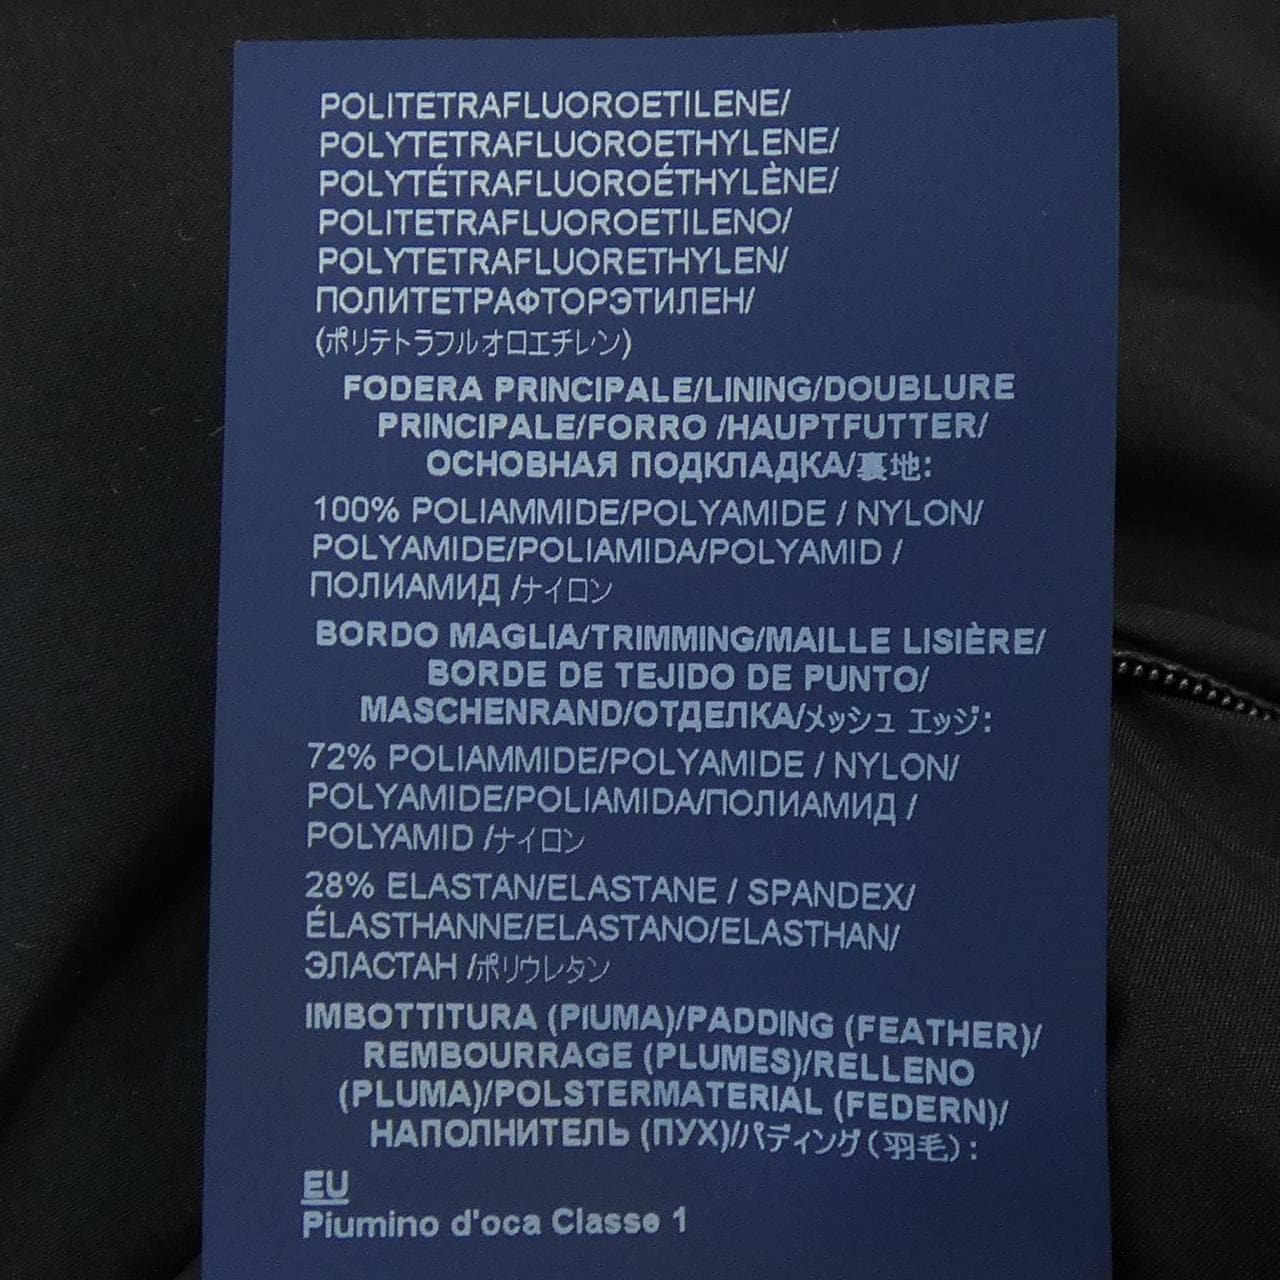 POLITETRAFLUOROETILENE/
POLYTETRAFLUOROETHYLENE/
POLYTÉTRAFLUOROÉTHYLÈNE/
POLITETRAFLUOROETILENO/
POLYTETRAFLUORETHYLEN/
ПОЛИТЕТРАФТОРЭТИЛЕН/
(ポリテトラフルオロエチレン)
FODERA PRINCIPALE/LINING/DOUBLURE
PRINCIPALE/FORRO /HAUPTFUTTER/
ОСНОВНАЯ ПОДКЛАДКА/裏地:
100% POLIAMMIDE/POLYAMIDE / NYLON/
POLYAMIDE/POLIAMIDA/POLYAMID /
ПОЛИАМИД /ナイロン
BORDO MAGLIA/TRIMMING/MAILLE LISIÈRE/
BORDE DE TEJIDO DE PUNTO/
MASCHENRAND/ОТДЕЛКА/メッシュ エッジ:
72% POLIAMMIDE/POLYAMIDE / NYLON/
POLYAMIDE/POLIAMIDA/ПОЛИАМИД /
POLYAMID /ナイロン
28% ELASTAN/ELASTANE / SPANDEX/
ÉLASTHANNE/ELASTANO/ELASTHAN/
ЭЛАСТАН /ポリウレタン
IMBOTTITURA (PIUMA)/PADDING (FEATHER)/
REMBOURRAGE (PLUMES)/RELLENO
(PLUMA)/POLSTERMATERIAL (FEDERN)/
НАПОЛНИТЕЛЬ (ПУХ)/パディング(羽毛):
EU
Piumino d'oca Classe 1